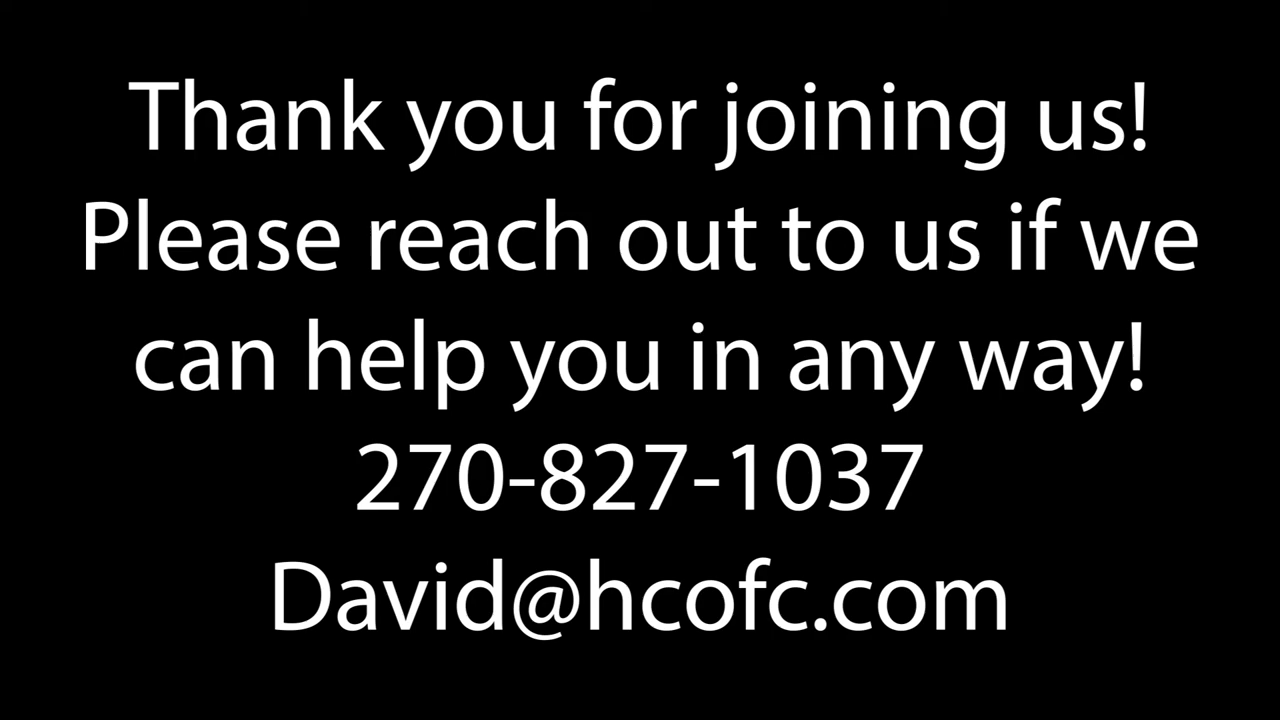 Thank you for joining us!
Please reach out to us if we
can help you in any way!
270-827-1037
David@hcofc.com